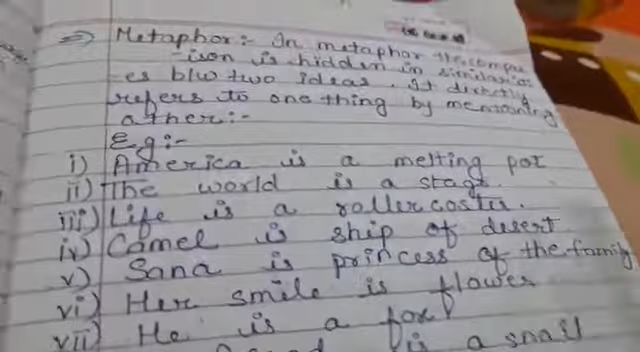 ⇒ Metaphor:- In metaphor the compa
-ison is hidden in similariti
-es b/w two ideas. It directly
refers to one thing by mentioning
other:-
Eg:-
i) America is a melting pot
ii) The world is a stage.
iii) Life is a roller coster.
iv) Camel is ship of desert.
v) Sana is princess of the family
vi) Her smile is flower
vii) He is a fox
is a snail